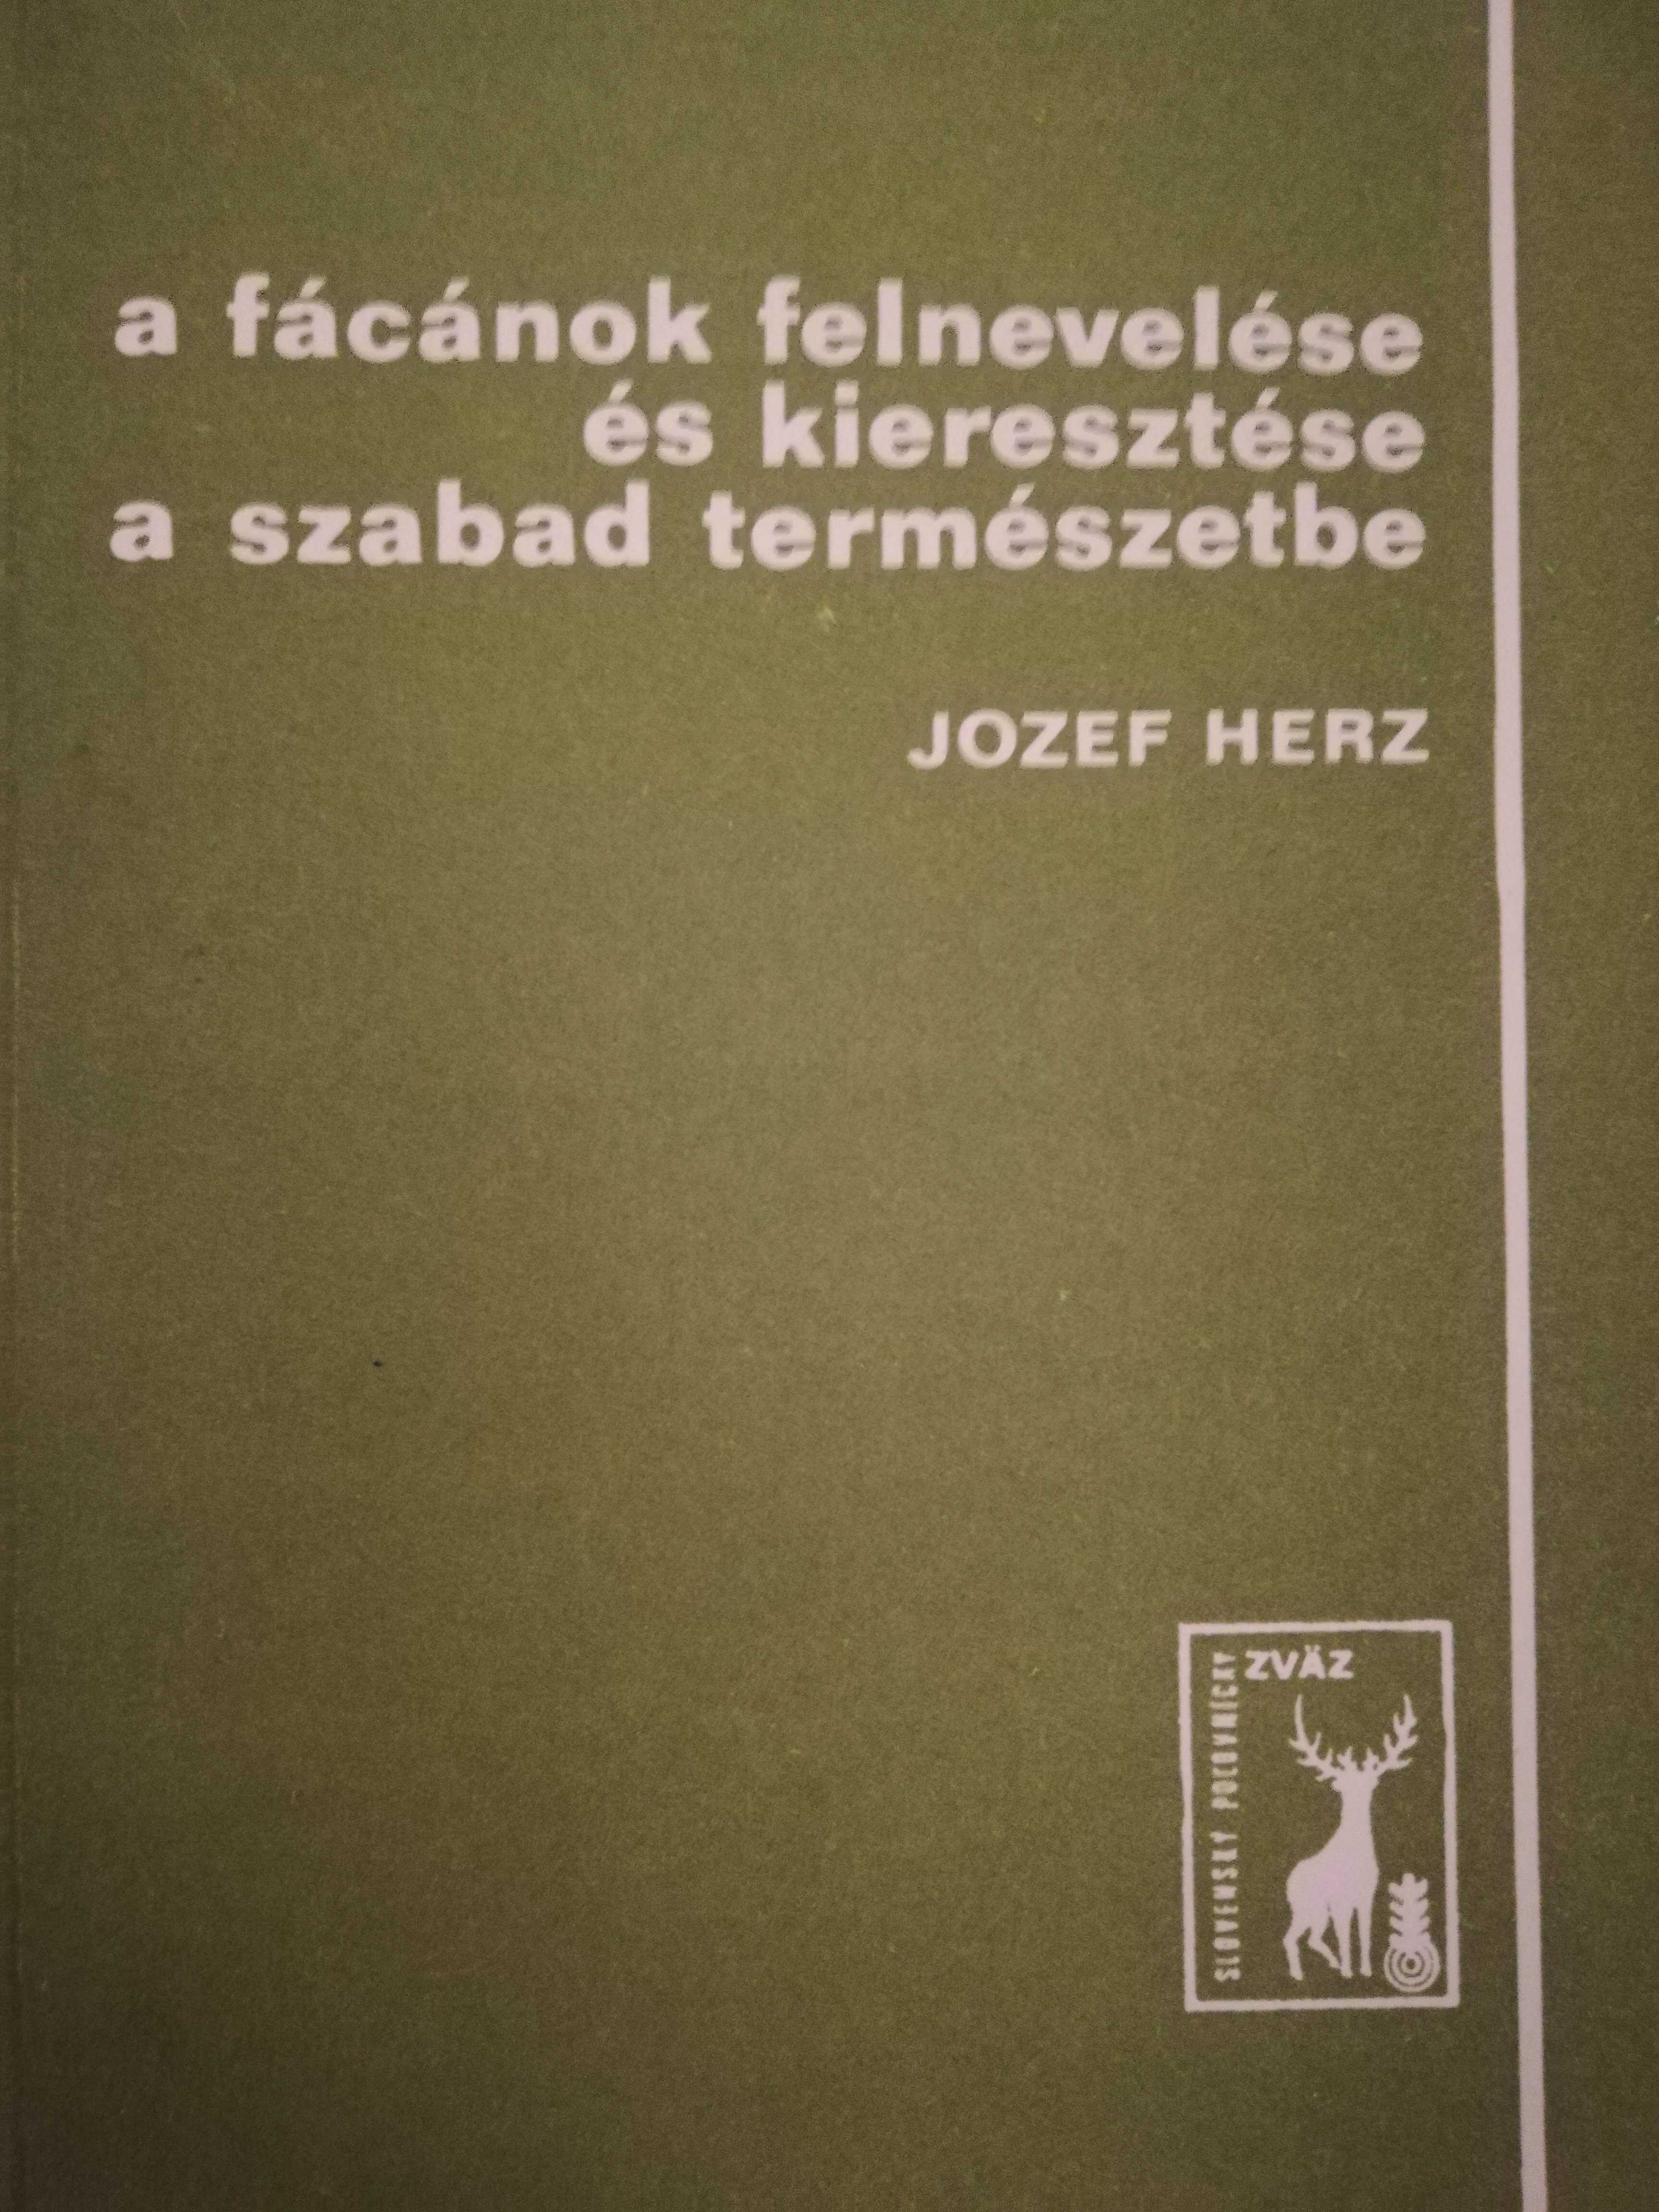 a fácánok felnevelése
és kieresztése
a szabad természetbe
JOZEF HERZ
ZVÄZ
SLOVENSKÝ POĽOVNÍCKY